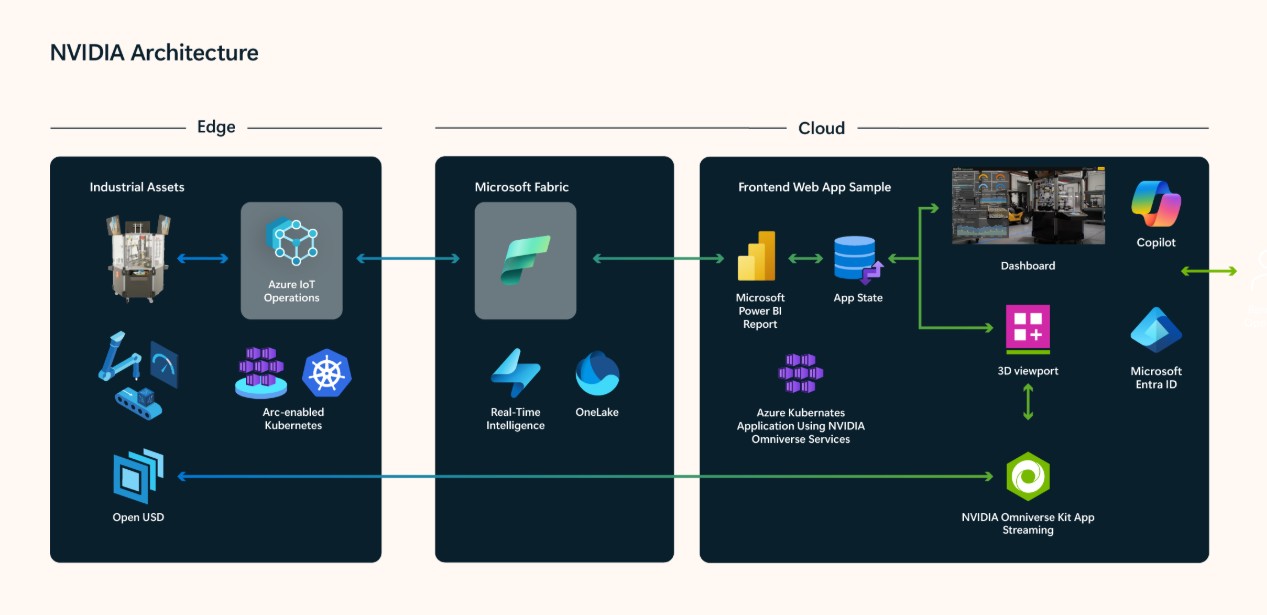 NVIDIA Architecture
Edge
Cloud
Industrial Assets
Azure IoT
Operations
Arc-enabled
Kubernetes
Open USD
Microsoft Fabric
Real-Time
Intelligence
OneLake
Frontend Web App Sample
Microsoft
Power BI
Report
App State
Azure Kubernates
Application Using NVIDIA
Omniverse Services
Dashboard
3D viewport
NVIDIA Omniverse Kit App
Streaming
Copilot
Microsoft
Entra ID